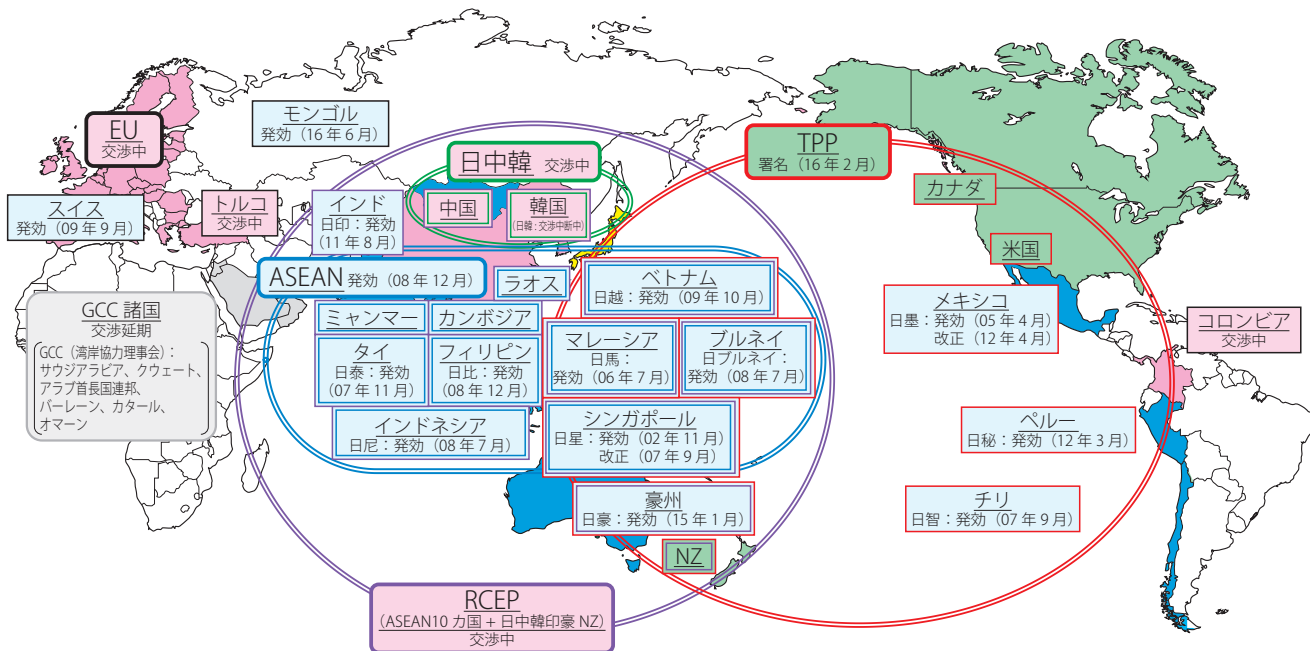 モンゴル
発効（16年6月）
EU
交渉中
スイス
発効（09年9月）
トルコ
交渉中
日中韓 交渉中
中国
韓国
（日韓：交渉中断中）
インド
日印：発効
（11年8月）
TPP
署名（16年2月）
カナダ
米国
メキシコ
日墨：発効（05年4月）
改正（12年4月）
コロンビア
交渉中
ペルー
日秘：発効（12年3月）
チリ
日智：発効（07年9月）
GCC諸国
交渉延期
GCC（湾岸協力理事会）：
サウジアラビア、クウェート、
アラブ首長国連邦、
バーレーン、カタール、
オマーン
ASEAN 発効（08年12月）
ラオス
ベトナム
日越：発効（09年10月）
ミャンマー
カンボジア
タイ
日泰：発効
（07年11月）
フィリピン
日比：発効
（08年12月）
マレーシア
日馬：
発効（06年7月）
ブルネイ
日ブルネイ：
発効（08年7月）
インドネシア
日尼：発効（08年7月）
シンガポール
日星：発効（02年11月）
改正（07年9月）
豪州
日豪：発効（15年1月）
NZ
RCEP
（ASEAN10カ国+日中韓印豪NZ）
交渉中